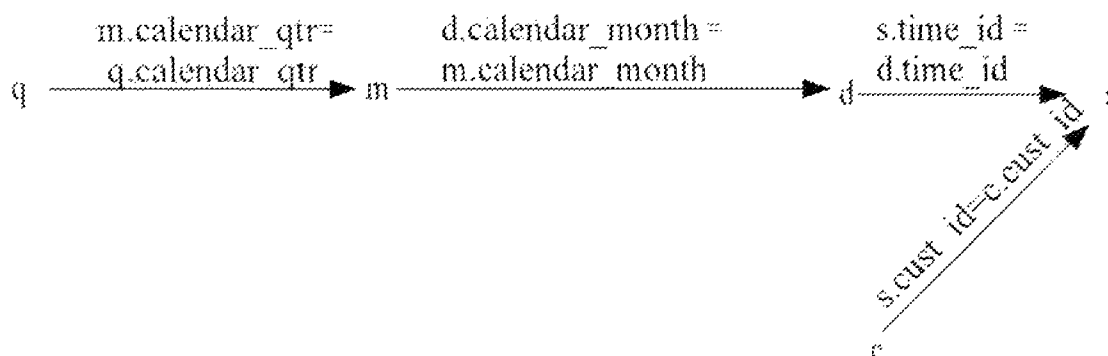 m.calendar_qtr= d.calendar_month = s.time_id =
q.calendar_qtr m.calendar_month d.time_id
q m d
s.cust_id=c.cust_id
c